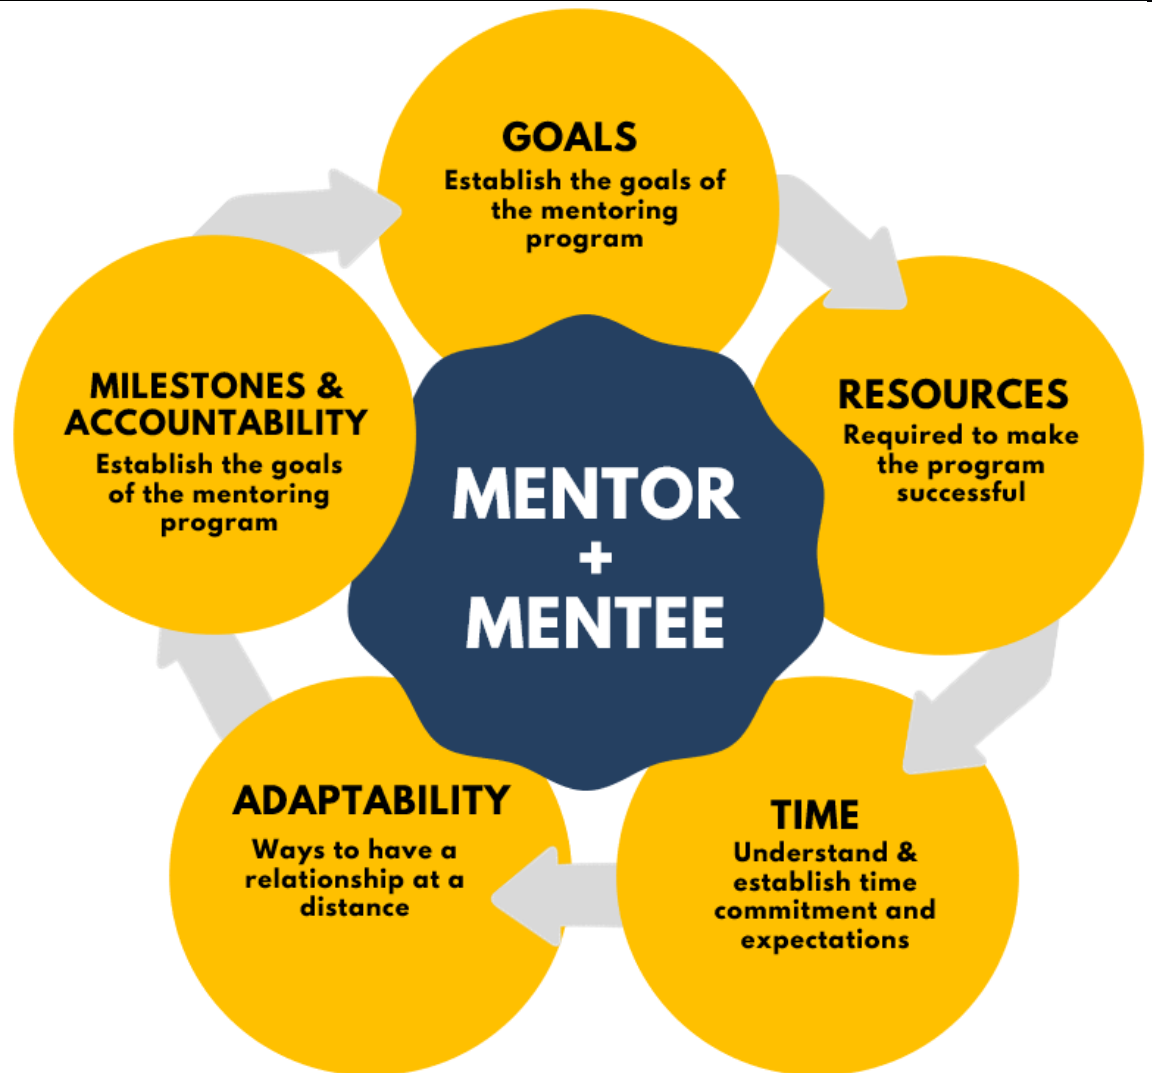 GOALS
Establish the goals of
the mentoring
program
RESOURCES
Required to make
the program
successful
TIME
Understand &
establish time
commitment and
expectations
ADAPTABILITY
Ways to have a
relationship at a
distance
MILESTONES &
ACCOUNTABILITY
Establish the goals
of the mentoring
program
MENTOR
+
MENTEE